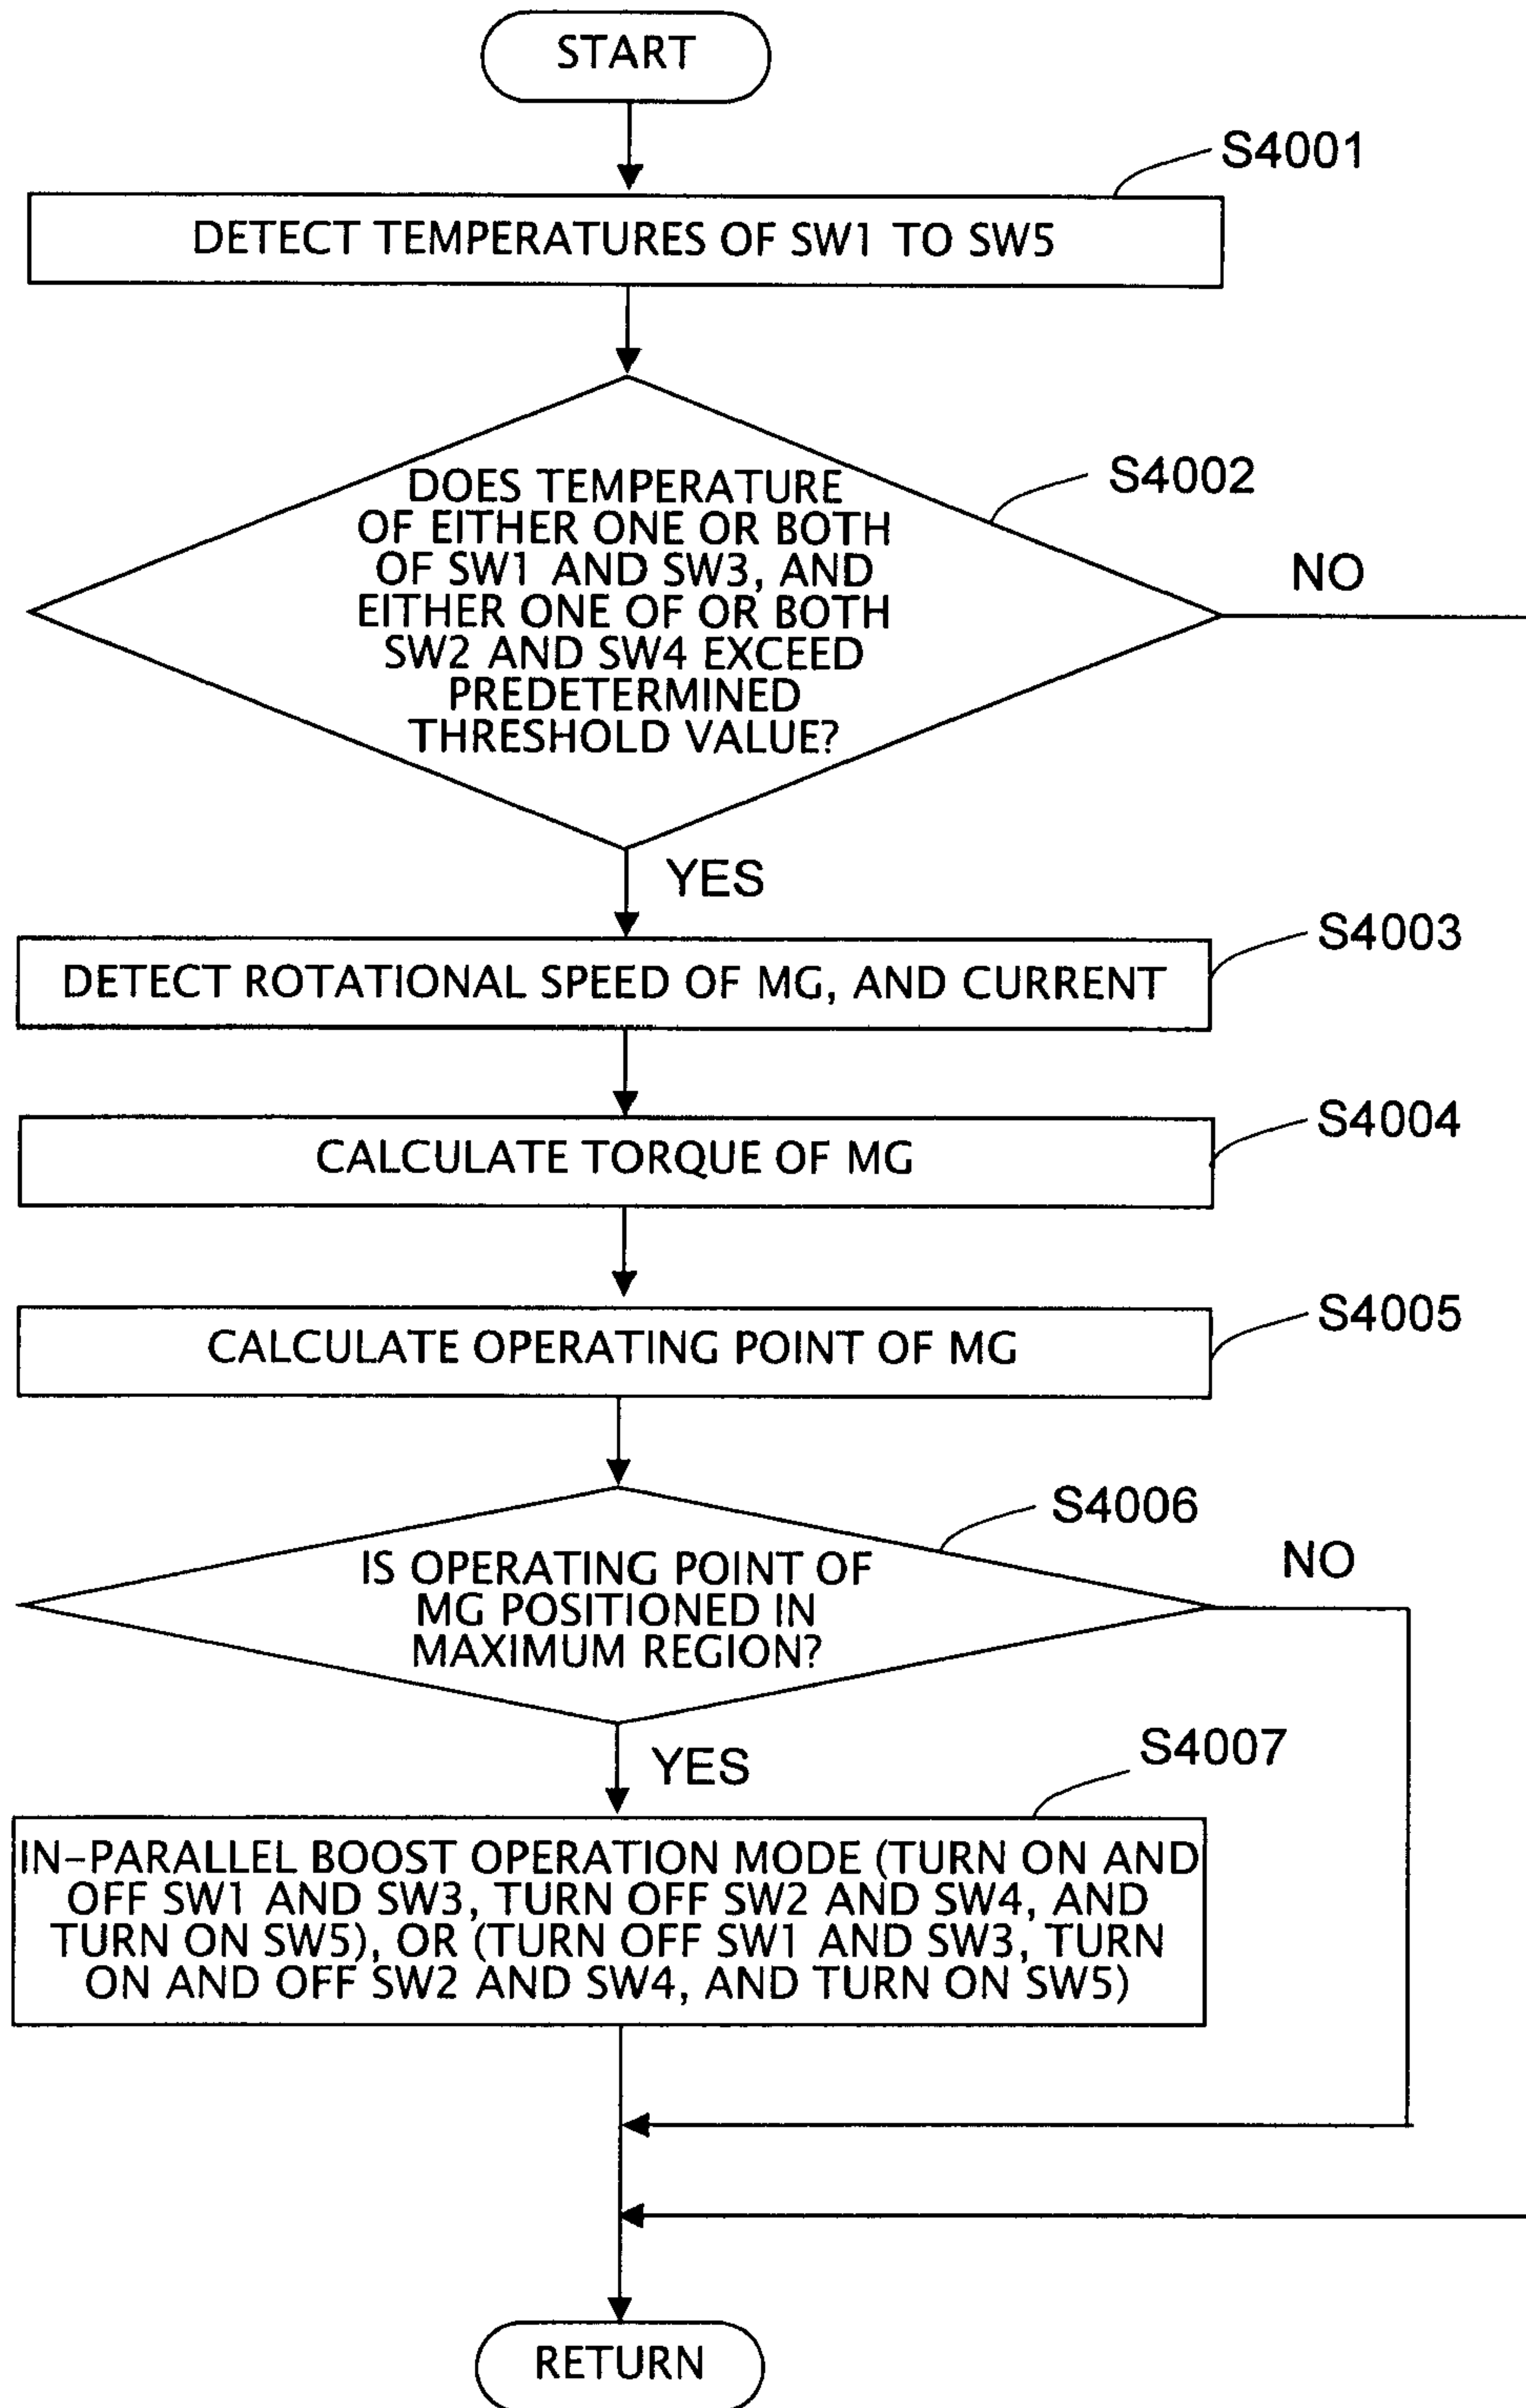 START
S4001
DETECT TEMPERATURES OF SW1 TO SW5
S4002
DOES TEMPERATURE
OF EITHER ONE OR BOTH
OF SW1 AND SW3, AND
EITHER ONE OF OR BOTH
SW2 AND SW4 EXCEED
PREDETERMINED
THRESHOLD VALUE?
NO
YES
S4003
DETECT ROTATIONAL SPEED OF MG, AND CURRENT
S4004
CALCULATE TORQUE OF MG
S4005
CALCULATE OPERATING POINT OF MG
S4006
IS OPERATING POINT OF
MG POSITIONED IN
MAXIMUM REGION?
NO
YES
S4007
IN-PARALLEL BOOST OPERATION MODE (TURN ON AND
OFF SW1 AND SW3, TURN OFF SW2 AND SW4, AND
TURN ON SW5), OR (TURN OFF SW1 AND SW3, TURN
ON AND OFF SW2 AND SW4, AND TURN ON SW5)
RETURN